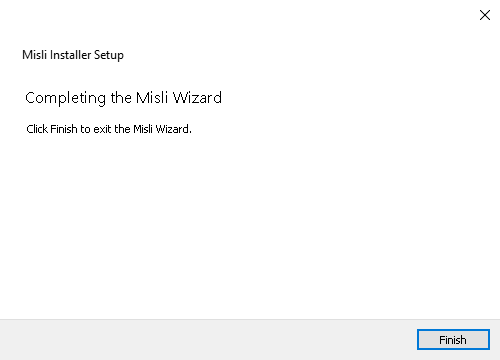 Misli Installer Setup
Completing the Misli Wizard
Click Finish to exit the Misli Wizard.
Finish